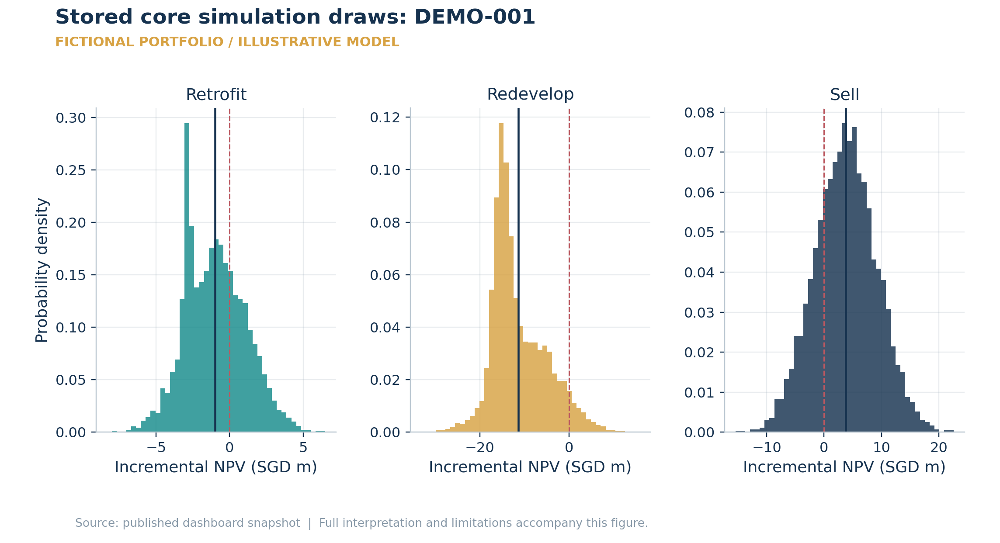 Stored core simulation draws: DEMO-001
FICTIONAL PORTFOLIO / ILLUSTRATIVE MODEL
Retrofit
Probability density
0.30
0.25
0.20
0.15
0.10
0.05
0.00
−5 0 5
Incremental NPV (SGD m)
Redevelop
0.12
0.10
0.08
0.06
0.04
0.02
0.00
−20 0
Incremental NPV (SGD m)
Sell
0.08
0.07
0.06
0.05
0.04
0.03
0.02
0.01
0.00
−10 0 10 20
Incremental NPV (SGD m)
Source: published dashboard snapshot | Full interpretation and limitations accompany this figure.